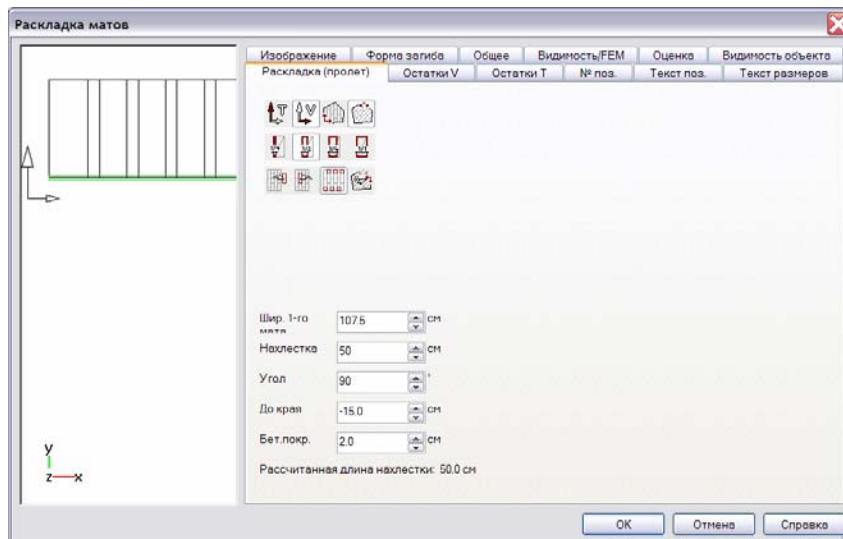 Раскладка матов
Изображение Форма загиба Общее Видимость/FEM Оценка Видимость объекта
Раскладка (пролет) Остатки V Остатки T № поз. Текст поз. Текст размеров
T V
Шир. 1-го мата 107.5 см
Нахлестка 50 см
Угол 90 °
До края -15.0 см
Бет.покр. 2.0 см
Рассчитанная длина нахлестки: 50.0 см
y
z x
OK Отмена Справка